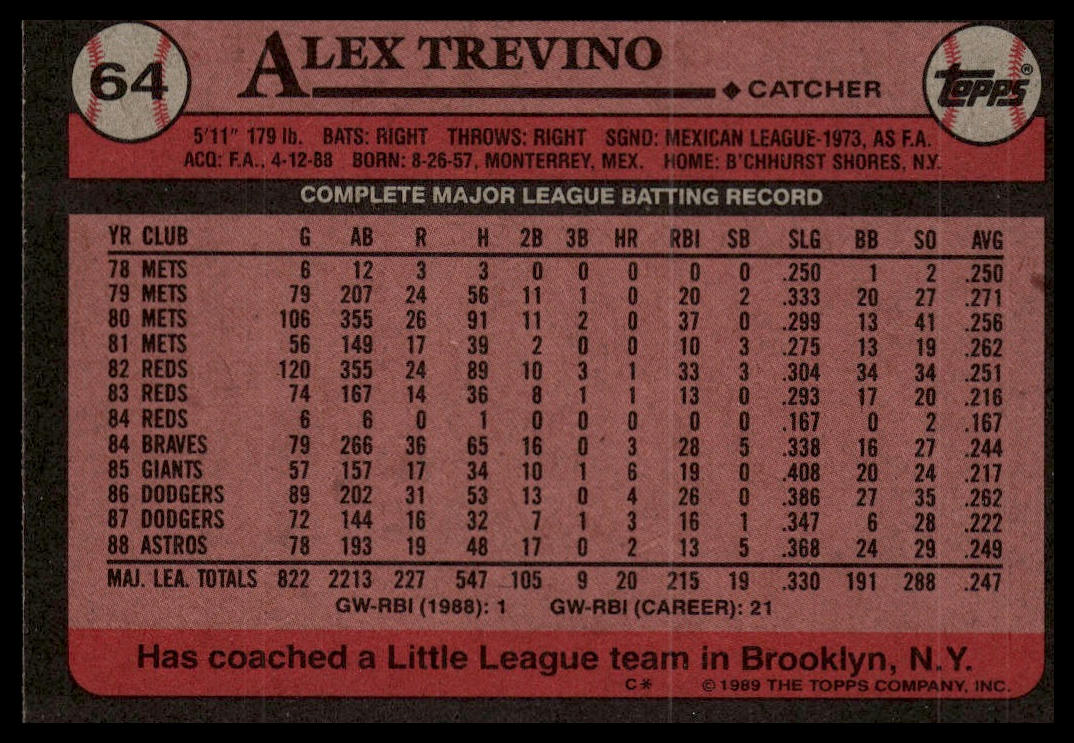 64 ALEX TREVINO ◆ CATCHER Topps®
5'11" 179 lb. BATS: RIGHT THROWS: RIGHT SGND: MEXICAN LEAGUE-1973, AS F.A.
ACQ: F.A., 4-12-88 BORN: 8-26-57, MONTERREY, MEX. HOME: B'CHHURST SHORES, N.Y.
COMPLETE MAJOR LEAGUE BATTING RECORD
YR CLUB G AB R H 2B 3B HR RBI SB SLG BB SO AVG
78 METS 6 12 3 3 0 0 0 0 0 .250 1 2 .250
79 METS 79 207 24 56 11 1 0 20 2 .333 20 27 .271
80 METS 106 355 26 91 11 2 0 37 0 .299 13 41 .256
81 METS 56 149 17 39 2 0 0 10 3 .275 13 19 .262
82 REDS 120 355 24 89 10 3 1 33 3 .304 34 34 .251
83 REDS 74 167 14 36 8 1 1 13 0 .293 17 20 .216
84 REDS 6 6 0 1 0 0 0 0 0 .167 0 2 .167
84 BRAVES 79 266 36 65 16 0 3 28 5 .338 16 27 .244
85 GIANTS 57 157 17 34 10 1 6 19 0 .408 20 24 .217
86 DODGERS 89 202 31 53 13 0 4 26 0 .386 27 35 .262
87 DODGERS 72 144 16 32 7 1 3 16 1 .347 6 28 .222
88 ASTROS 78 193 19 48 17 0 2 13 5 .368 24 29 .249
MAJ. LEA. TOTALS 822 2213 227 547 105 9 20 215 19 .330 191 288 .247
GW-RBI (1988): 1 GW-RBI (CAREER): 21
Has coached a Little League team in Brooklyn, N.Y.
C* © 1989 THE TOPPS COMPANY, INC.